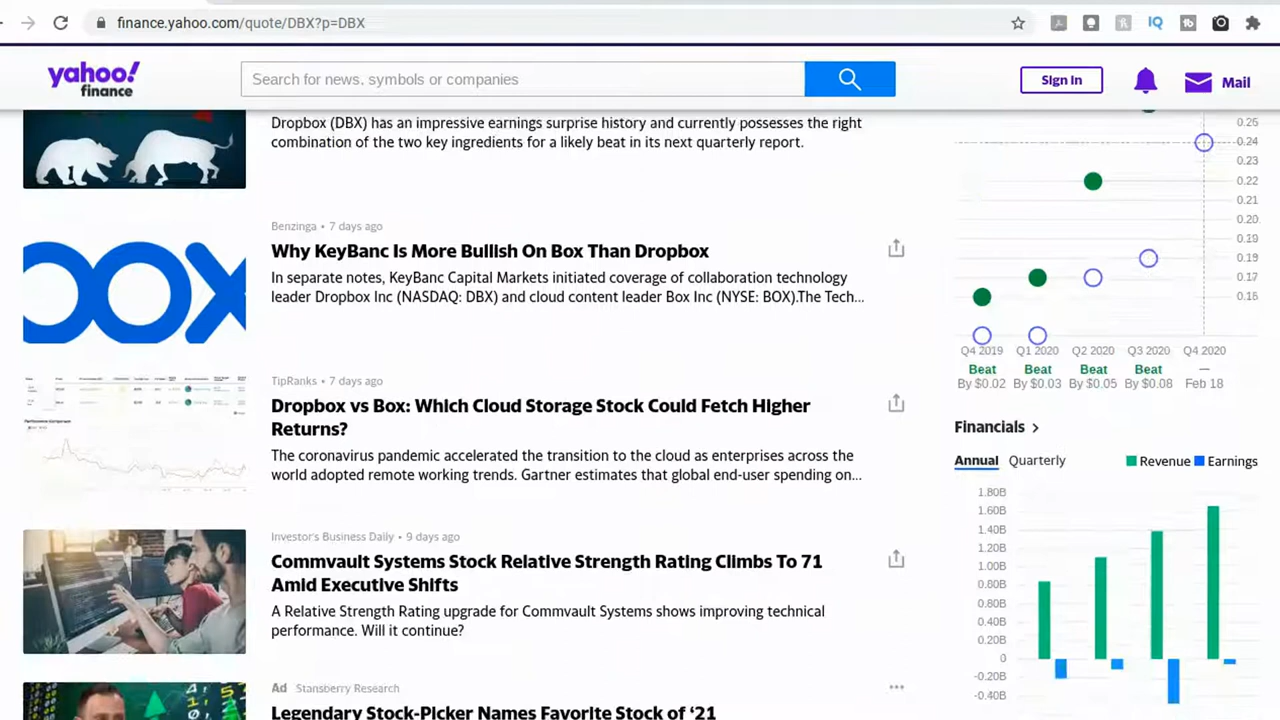 finance.yahoo.com/quote/DBX?p=DBX
yahoo!
finance
Search for news, symbols or companies
Sign In
Mail
Dropbox (DBX) has an impressive earnings surprise history and currently possesses the right
combination of the two key ingredients for a likely beat in its next quarterly report.
Benzinga • 7 days ago
Why KeyBanc Is More Bullish On Box Than Dropbox
In separate notes, KeyBanc Capital Markets initiated coverage of collaboration technology
leader Dropbox Inc (NASDAQ: DBX) and cloud content leader Box Inc (NYSE: BOX).The Tech...
box
TipRanks • 7 days ago
Dropbox vs Box: Which Cloud Storage Stock Could Fetch Higher
Returns?
The coronavirus pandemic accelerated the transition to the cloud as enterprises across the
world adopted remote working trends. Gartner estimates that global end-user spending on...
Investor's Business Daily • 9 days ago
Commvault Systems Stock Relative Strength Rating Climbs To 71
Amid Executive Shifts
A Relative Strength Rating upgrade for Commvault Systems shows improving technical
performance. Will it continue?
Ad Stansberry Research
Legendary Stock-Picker Names Favorite Stock of ‘21
0.25
0.24
0.23
0.22
0.21
0.20
0.19
0.19
0.17
0.16
Q4 2019 Q1 2020 Q2 2020 Q3 2020 Q4 2020
Beat Beat Beat Beat —
By $0.02 By $0.03 By $0.05 By $0.08 Feb 18
Financials >
Annual Quarterly Revenue Earnings
1.80B
1.60B
1.40B
1.20B
1.00B
0.80B
0.60B
0.40B
0.20B
0
-0.20B
-0.40B